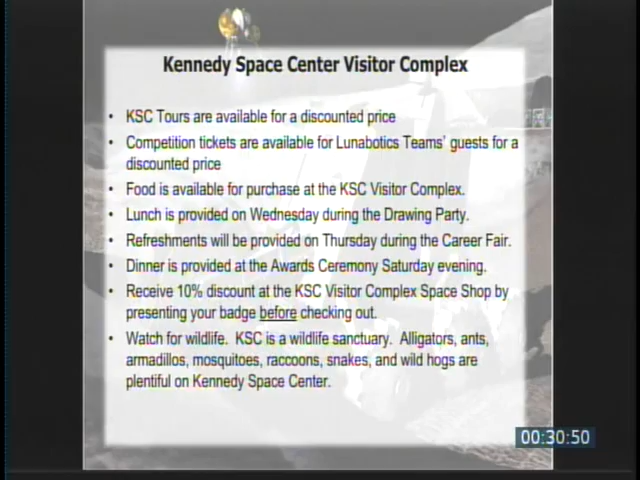 Kennedy Space Center Visitor Complex
• KSC Tours are available for a discounted price
• Competition tickets are available for Lunabotics Teams' guests for a
discounted price
• Food is available for purchase at the KSC Visitor Complex.
• Lunch is provided on Wednesday during the Drawing Party.
• Refreshments will be provided on Thursday during the Career Fair.
• Dinner is provided at the Awards Ceremony Saturday evening.
• Receive 10% discount at the KSC Visitor Complex Space Shop by
presenting your badge before checking out.
• Watch for wildlife. KSC is a wildlife sanctuary. Alligators, ants,
armadillos, mosquitoes, raccoons, snakes, and wild hogs are
plentiful on Kennedy Space Center.
00:30:50